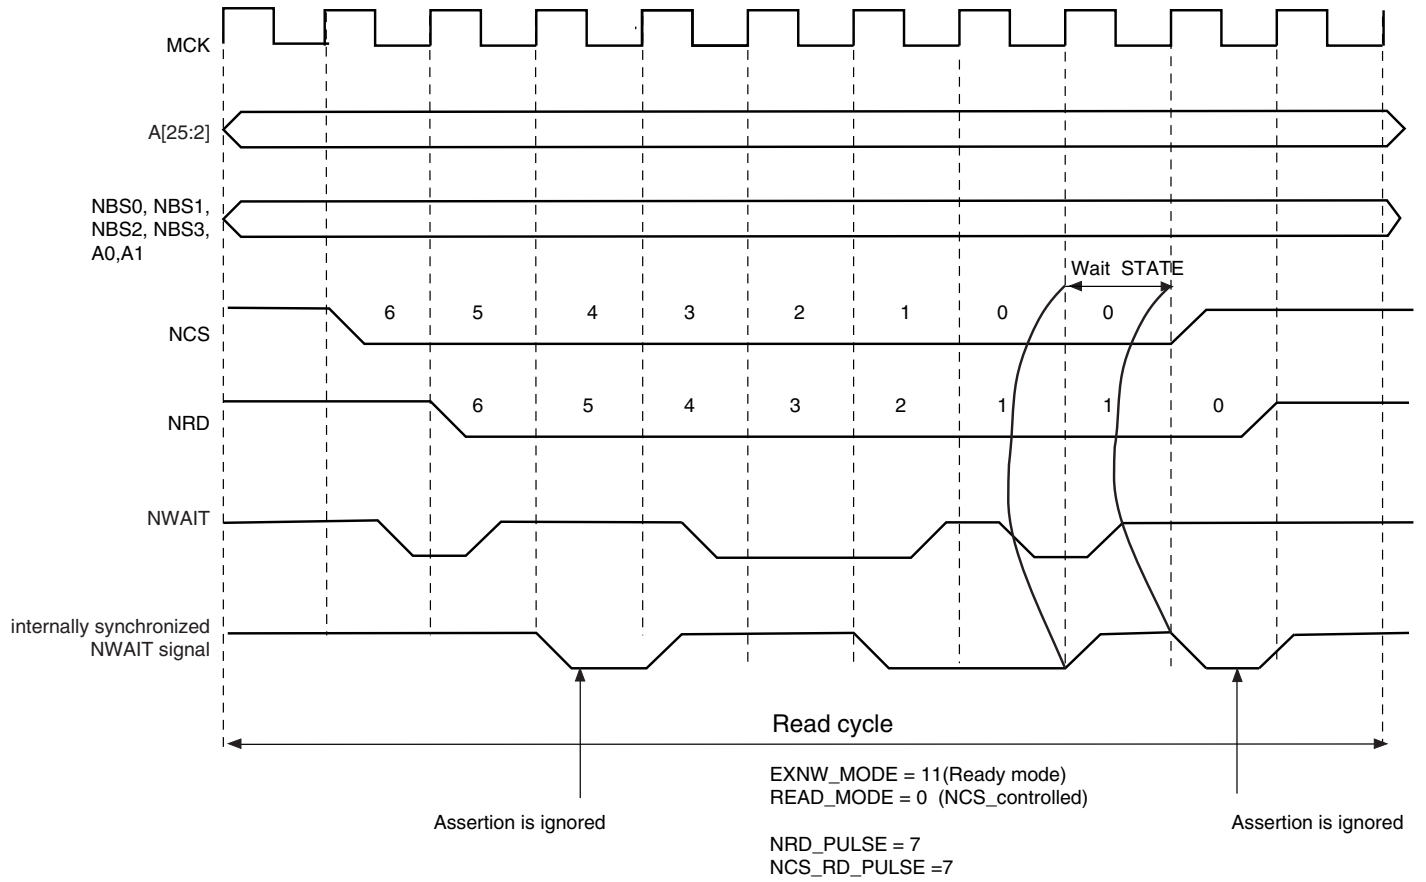 MCK
A[25:2]
NBS0, NBS1,
NBS2, NBS3,
A0,A1
Wait STATE
NCS
6 5 4 3 2 1 0 0
NRD
6 5 4 3 2 1 1 0
NWAIT
internally synchronized
NWAIT signal
Read cycle
EXNW_MODE = 11(Ready mode)
READ_MODE = 0 (NCS_controlled)
Assertion is ignored
Assertion is ignored
NRD_PULSE = 7
NCS_RD_PULSE =7